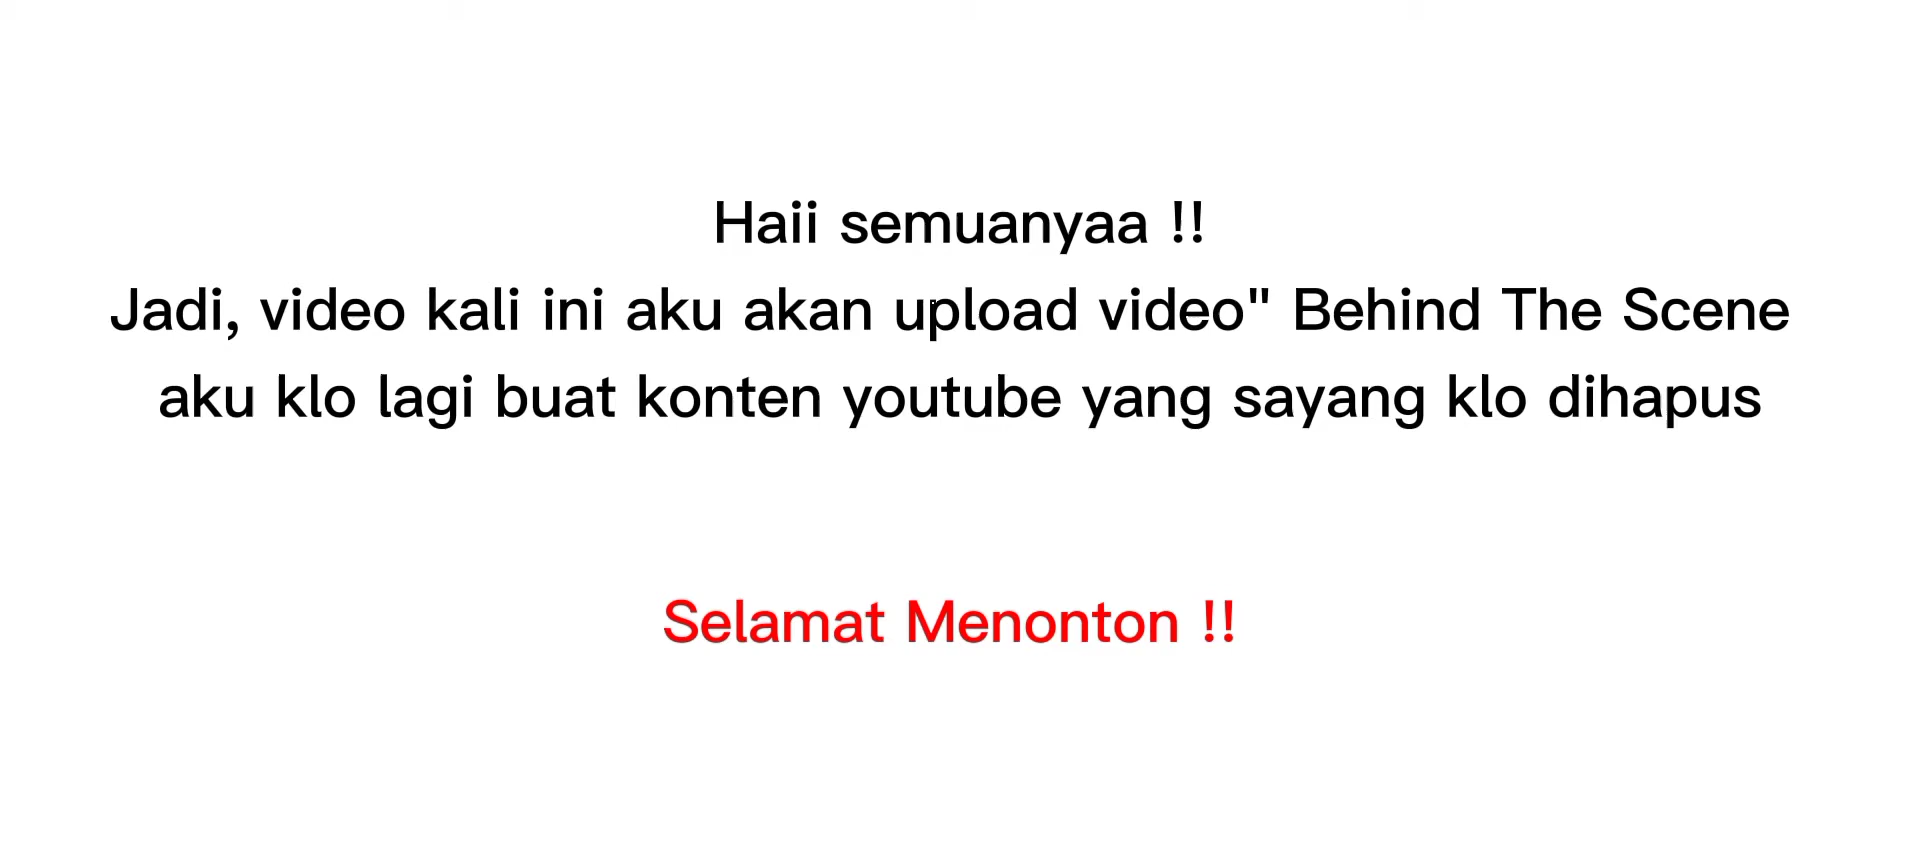 Haii semuanyaa !!
Jadi, video kali ini aku akan upload video" Behind The Scene
aku klo lagi buat konten youtube yang sayang klo dihapus
Selamat Menonton !!